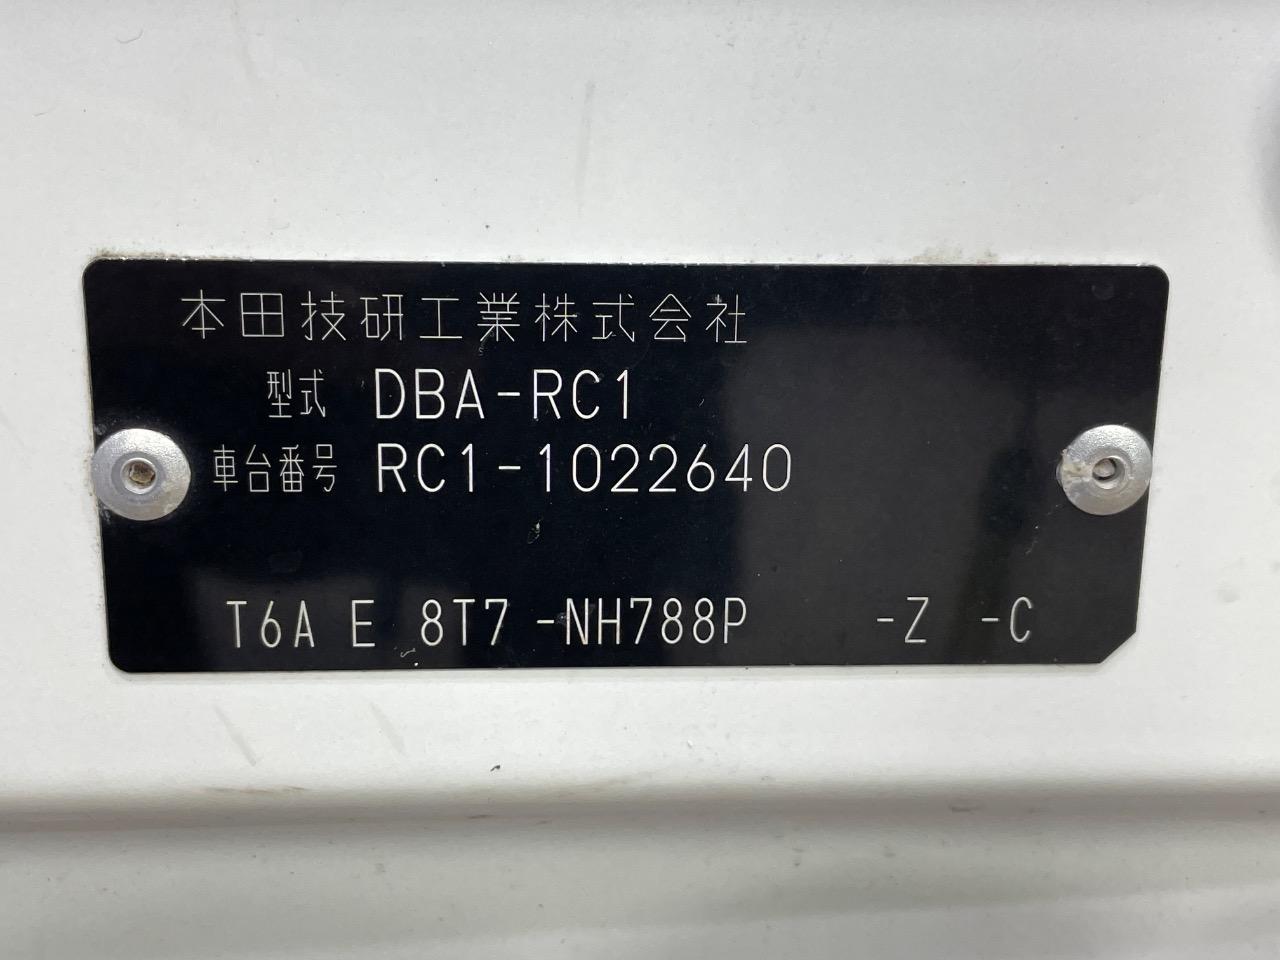 本田技研工業株式会社
型式 DBA-RC1
車台番号 RC1-1022640
T6A E 8T7 -NH788P -Z -C